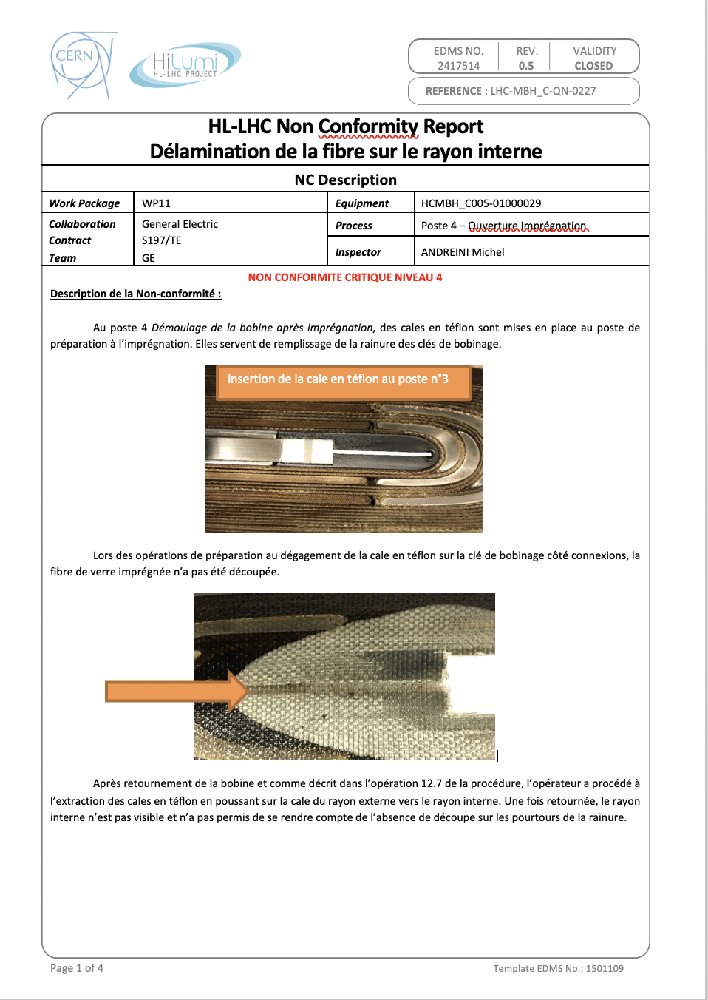 CERN
HiLumi
HL-LHC PROJECT
EDMS NO. REV. VALIDITY
2417514 0.5 CLOSED
REFERENCE : LHC-MBH_C-QN-0227
HL-LHC Non Conformity Report
Délamination de la fibre sur le rayon interne
NC Description
Work Package WP11 Equipment HCMBH_C005-01000029
Collaboration General Electric Process Poste 4 – Ouverture Imprégnation
Contract S197/TE
Team GE Inspector ANDREINI Michel
NON CONFORMITE CRITIQUE NIVEAU 4
Description de la Non-conformité :
Au poste 4 Démoulage de la bobine après imprégnation, des cales en téflon sont mises en place au poste de
préparation à l’imprégnation. Elles servent de remplissage de la rainure des clés de bobinage.
Insertion de la cale en téflon au poste n°3
Lors des opérations de préparation au dégagement de la cale en téflon sur la clé de bobinage côté connexions, la
fibre de verre imprégnée n’a pas été découpée.
Après retournement de la bobine et comme décrit dans l’opération 12.7 de la procédure, l’opérateur a procédé à
l’extraction des cales en téflon en poussant sur la cale du rayon externe vers le rayon interne. Une fois retournée, le rayon
interne n’est pas visible et n’a pas permis de se rendre compte de l’absence de découpe sur les pourtours de la rainure.
Page 1 of 4
Template EDMS No.: 1501109